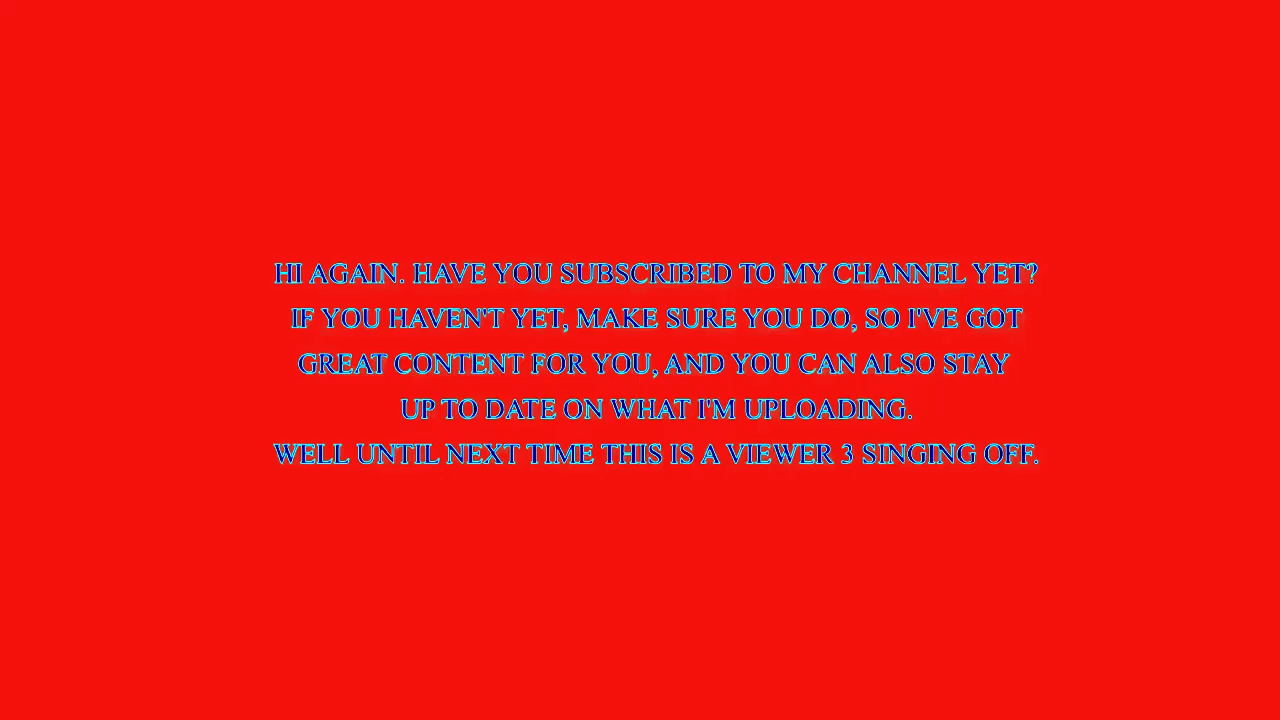 HI AGAIN. HAVE YOU SUBSCRIBED TO MY CHANNEL YET?
IF YOU HAVEN'T YET, MAKE SURE YOU DO, SO I'VE GOT
GREAT CONTENT FOR YOU, AND YOU CAN ALSO STAY
UP TO DATE ON WHAT I'M UPLOADING.
WELL UNTIL NEXT TIME THIS IS A VIEWER 3 SINGING OFF.